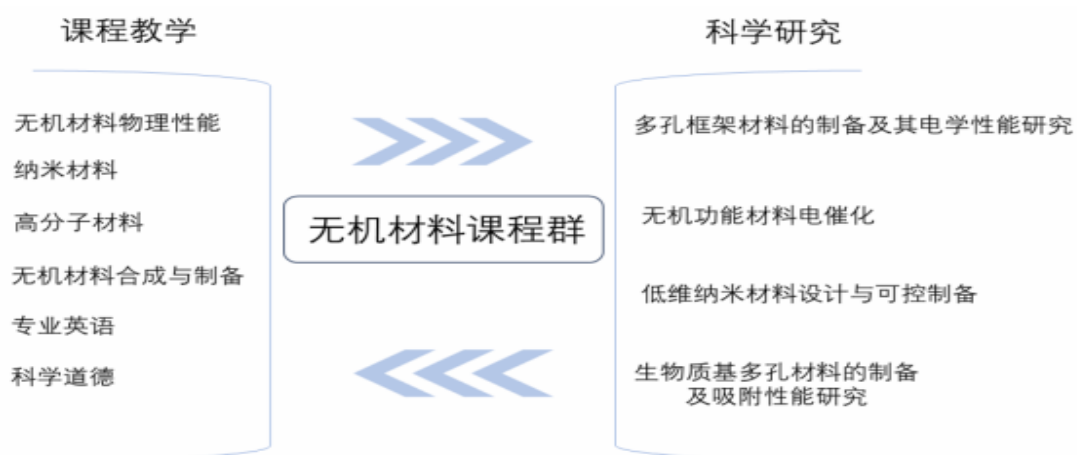 课程教学
无机材料物理性能
纳米材料
高分子材料
无机材料合成与制备
专业英语
科学道德
无机材料课程群
科学研究
多孔框架材料的制备及其电学性能研究
无机功能材料电催化
低维纳米材料设计与可控制备
生物质基多孔材料的制备
及吸附性能研究